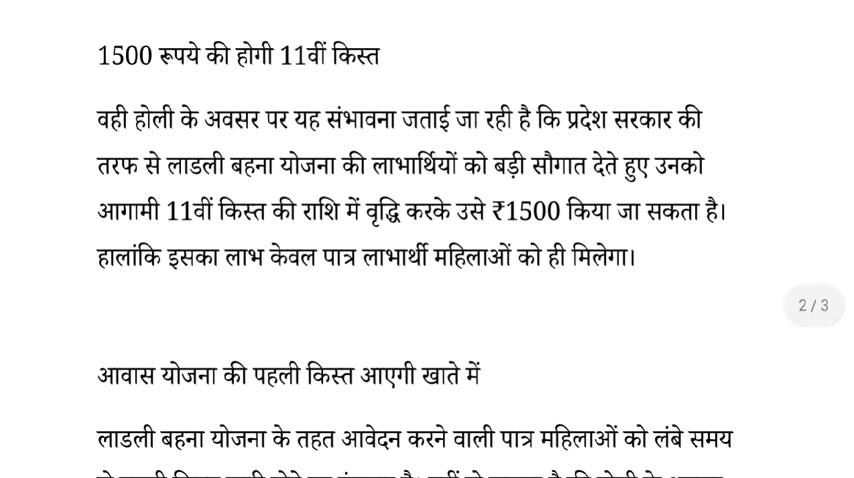 1500 रूपये की होगी 11वीं किस्त
वही होली के अवसर पर यह संभावना जताई जा रही है कि प्रदेश सरकार की
तरफ से लाडली बहना योजना की लाभार्थियों को बड़ी सौगात देते हुए उनको
आगामी 11वीं किस्त की राशि में वृद्धि करके उसे ₹1500 किया जा सकता है।
हालांकि इसका लाभ केवल पात्र लाभार्थी महिलाओं को ही मिलेगा।
2 / 3
आवास योजना की पहली किस्त आएगी खाते में
लाडली बहना योजना के तहत आवेदन करने वाली पात्र महिलाओं को लंबे समय